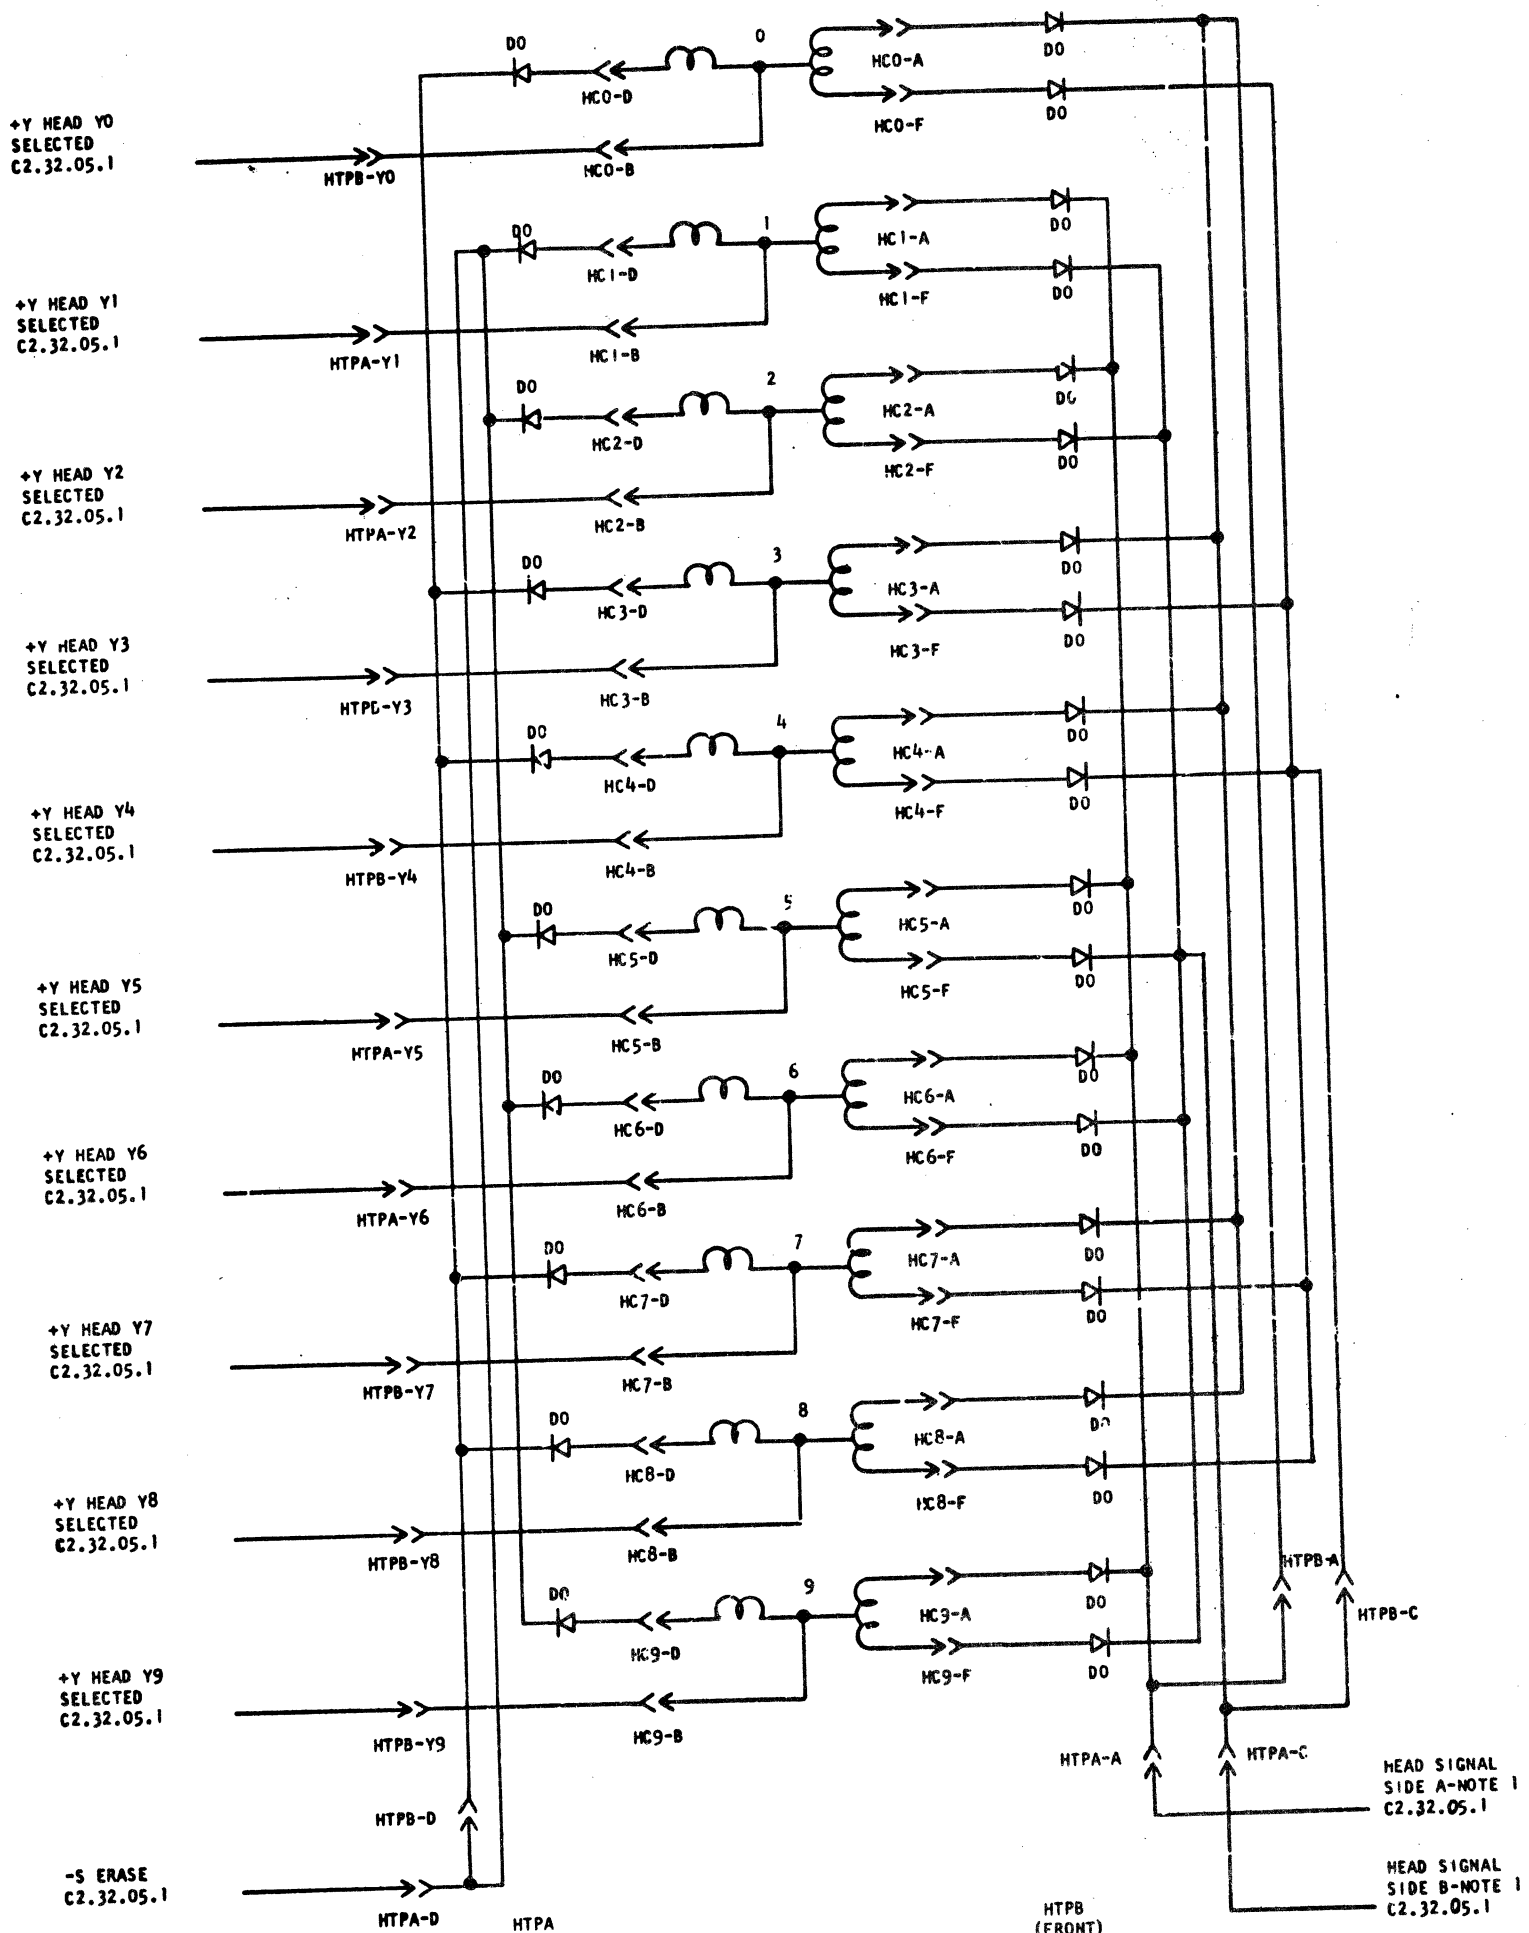 0
DO
HC0-D
HC0-A
DO
HC0-F
DO
+Y HEAD Y0
SELECTED
C2.32.05.1
HTPB-Y0
HC0-B
1
DO
HC1-D
HC1-A
DO
HC1-F
DO
+Y HEAD Y1
SELECTED
C2.32.05.1
HTPA-Y1
HC1-B
2
DO
HC2-D
HC2-A
HC2-F
DO
+Y HEAD Y2
SELECTED
C2.32.05.1
HTPA-Y2
HC2-B
3
DO
HC3-D
HC3-A
DO
HC3-F
DO
+Y HEAD Y3
SELECTED
C2.32.05.1
HC3-B
4
DO
HC4-D
HC4-A
DO
HC4-F
DO
+Y HEAD Y4
SELECTED
C2.32.05.1
HTPB-Y4
HC4-B
5
DO
HC5-D
HC5-A
DO
HC5-F
DO
+Y HEAD Y5
SELECTED
C2.32.05.1
HTPA-Y5
HC5-B
6
DO
HC6-D
HC6-A
DO
HC6-F
DO
+Y HEAD Y6
SELECTED
C2.32.05.1
HTPA-Y6
HC6-B
7
DO
HC7-D
HC7-A
DO
HC7-F
DO
+Y HEAD Y7
SELECTED
C2.32.05.1
HTPB-Y7
HC7-B
8
DO
HC8-D
HC8-A
HC8-F
DO
+Y HEAD Y8
SELECTED
C2.32.05.1
HTPB-Y8
HC8-B
9
DO
HC9-D
HC9-A
DO
HC9-F
DO
HTPB-A
HTPB-C
+Y HEAD Y9
SELECTED
C2.32.05.1
HTPB-Y9
HC9-B
HTPA-A
HTPA-C
HEAD SIGNAL
SIDE A-NOTE 1
C2.32.05.1
HTPB-D
-S ERASE
C2.32.05.1
HTPA-D
HTPA
HEAD SIGNAL
SIDE B-NOTE 1
C2.32.05.1
HTPB
(FRONT)